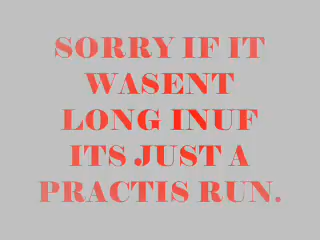 SORRY IF IT
WASENT
LONG INUF
ITS JUST A
PRACTIS RUN.